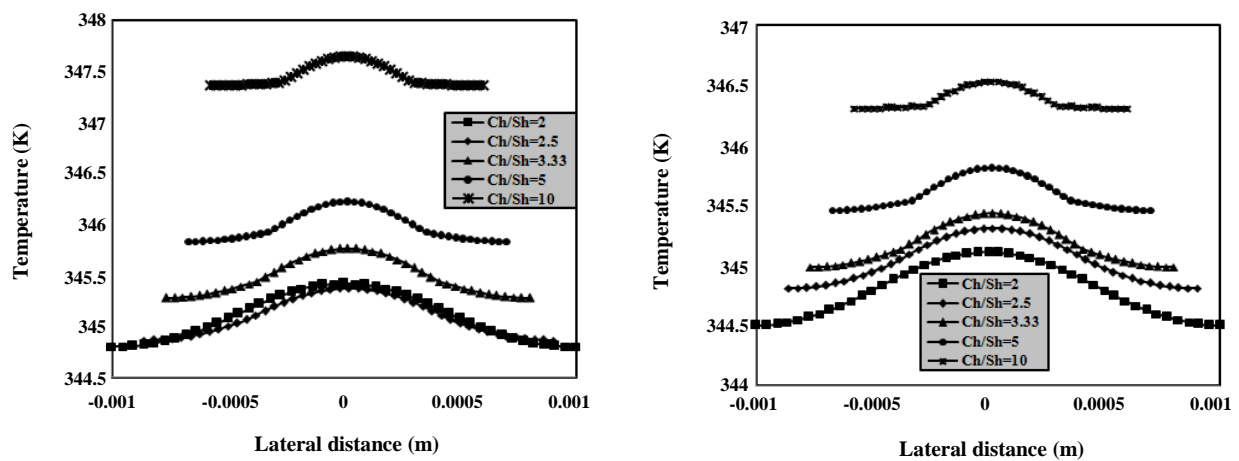 348
347.5
347
346.5
346
345.5
345
344.5
-0.001
-0.0005
0
0.0005
0.001
Temperature (K)
Lateral distance (m)
Ch/Sh=2
Ch/Sh=2.5
Ch/Sh=3.33
Ch/Sh=5
Ch/Sh=10
347
346.5
346
345.5
345
344.5
344
-0.001
-0.0005
0
0.0005
0.001
Temperature (K)
Lateral distance (m)
Ch/Sh=2
Ch/Sh=2.5
Ch/Sh=3.33
Ch/Sh=5
Ch/Sh=10